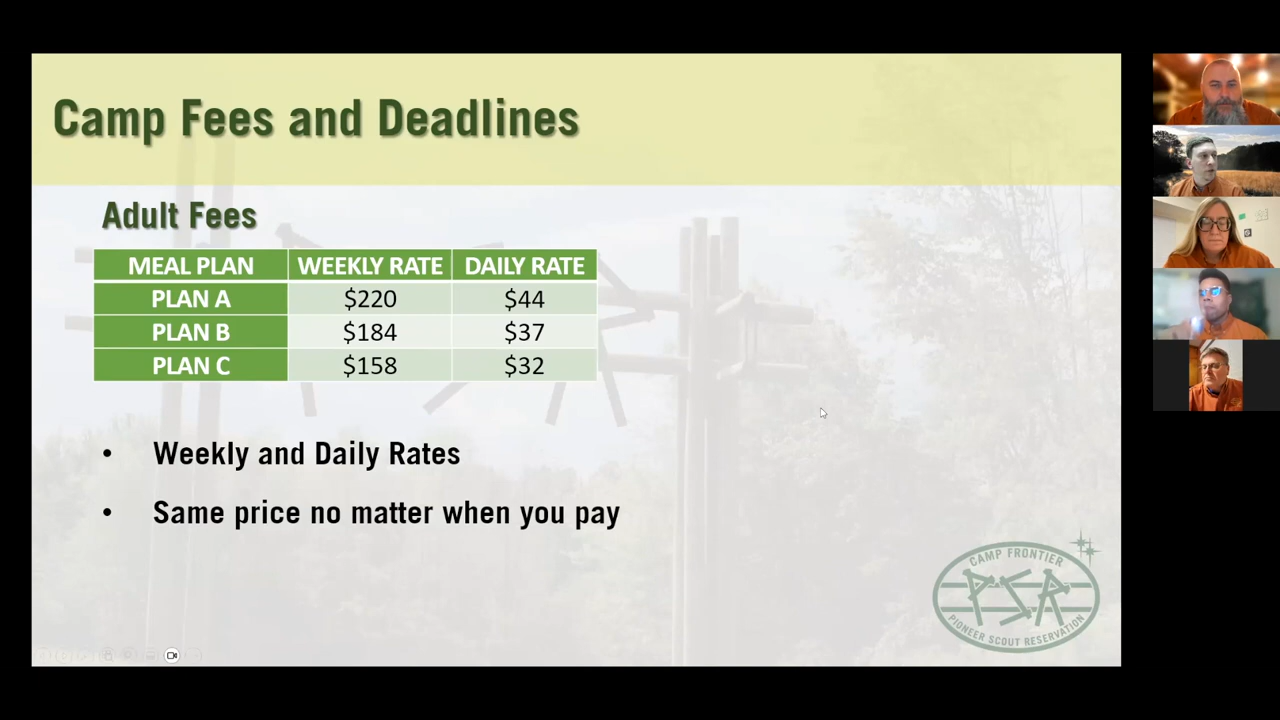 Camp Fees and Deadlines
Adult Fees
MEAL PLAN WEEKLY RATE DAILY RATE
PLAN A $220 $44
PLAN B $184 $37
PLAN C $158 $32
• Weekly and Daily Rates
• Same price no matter when you pay
CAMP FRONTIER
PSR
PIONEER SCOUT RESERVATION